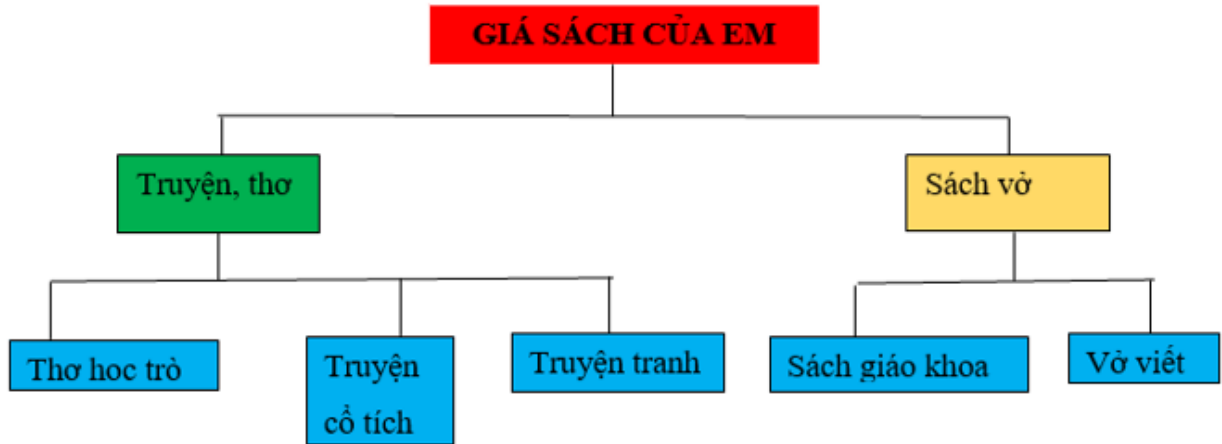 GIÁ SÁCH CỦA EM
Truyện, thơ
Sách vở
Thơ hoc trò
Truyện
cổ tích
Truyện tranh
Sách giáo khoa
Vở viết